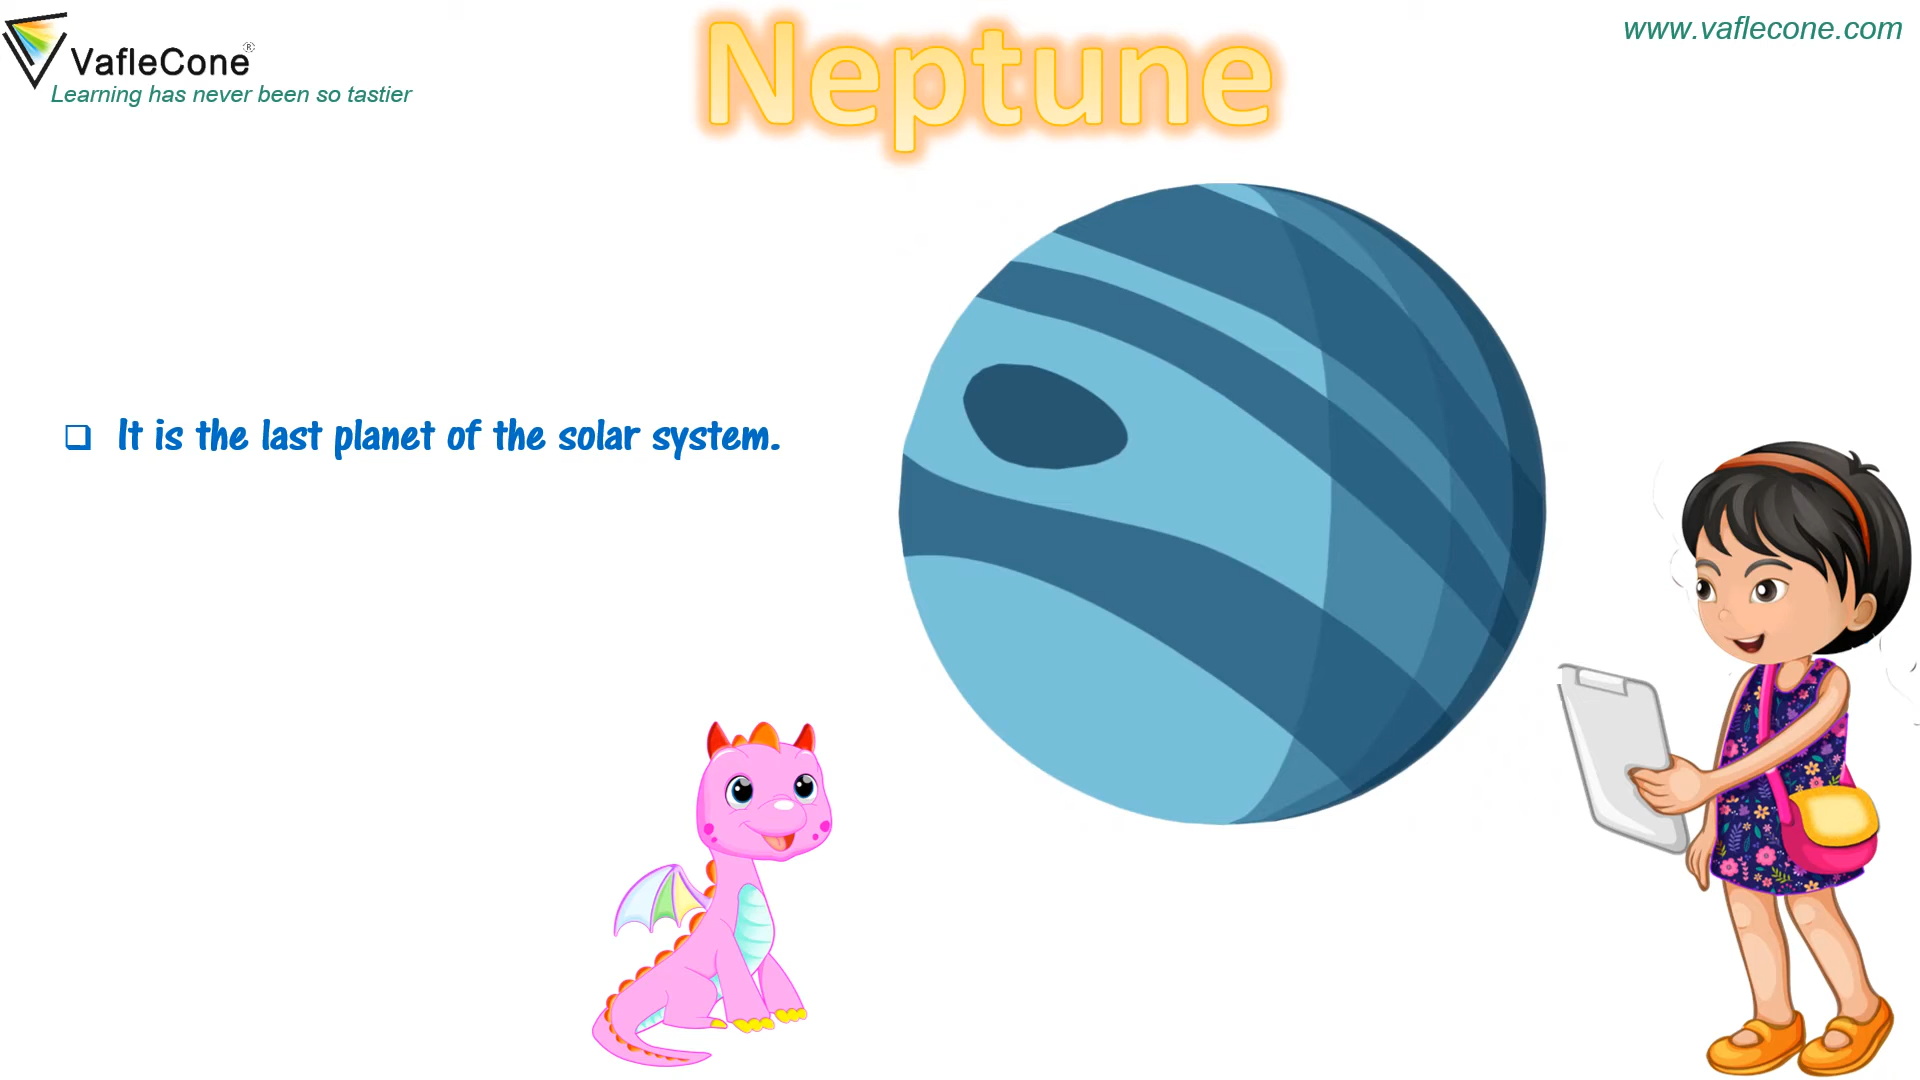 VafleCone®
Learning has never been so tastier
Neptune
www.vaflecone.com
It is the last planet of the solar system.